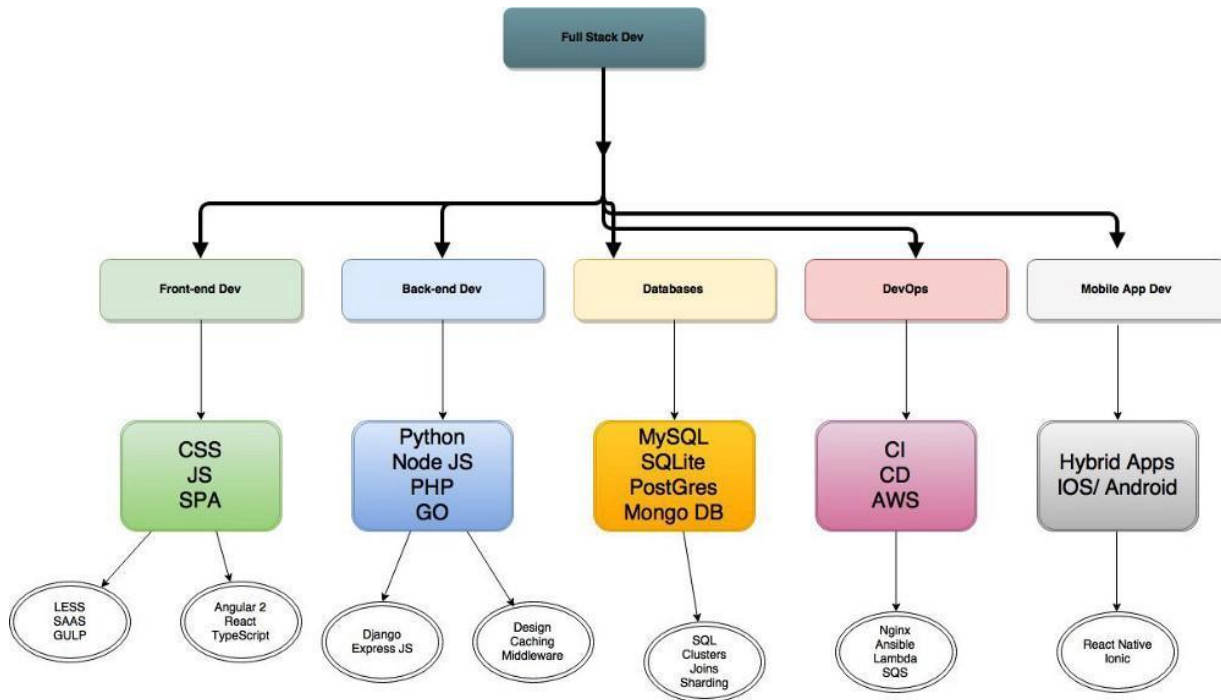 Full Stack Dev
Front-end Dev
Back-end Dev
Databases
DevOps
Mobile App Dev
CSS
JS
SPA
Python
Node JS
PHP
GO
MySQL
SQLite
PostGres
Mongo DB
CI
CD
AWS
Hybrid Apps
IOS/ Android
LESS
SAAS
GULP
Angular 2
React
TypeScript
Django
Express JS
Design
Caching
Middleware
SQL
Clusters
Joins
Sharding
Nginx
Ansible
Lambda
SQS
React Native
Ionic